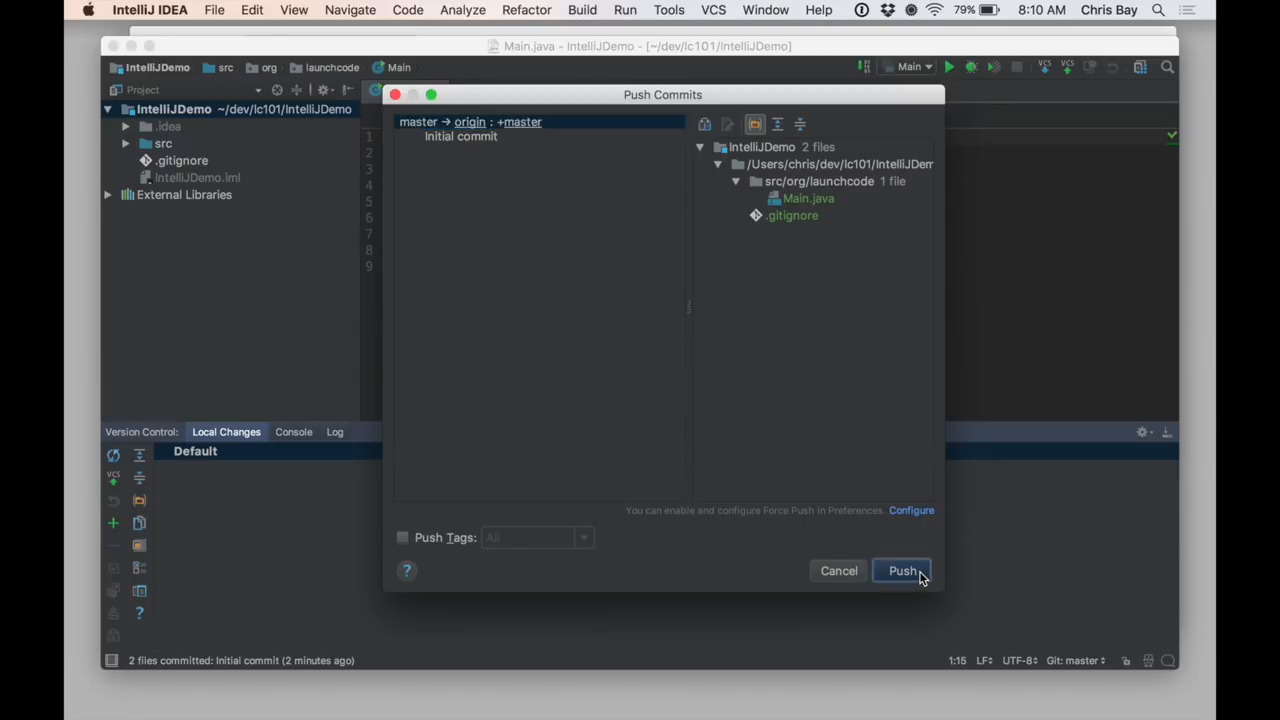 IntelliJ IDEA File Edit View Navigate Code Analyze Refactor Build Run Tools VCS Window Help 79% 8:10 AM Chris Bay
Main.java - IntelliJDemo - [~/dev/lc101/IntelliJDemo]
IntelliJDemo src org launchcode Main Main VCS VCS
Project
Push Commits
IntelliJDemo ~/dev/lc101/IntelliJDemo
.idea
src
.gitignore
IntelliJDemo.iml
External Libraries
1
2
3
4
5
6
7
8
9
master → origin : +master
Initial commit
IntelliJDemo 2 files
/Users/chris/dev/lc101/IntelliJDem
src/org/launchcode 1 file
Main.java
.gitignore
You can enable and configure Force Push in Preferences. Configure
Push Tags: All
? Cancel Push
Version Control: Local Changes Console Log
Default
VCS
?
2 files committed: Initial commit (2 minutes ago) 1:15 LF UTF-8 Git: master